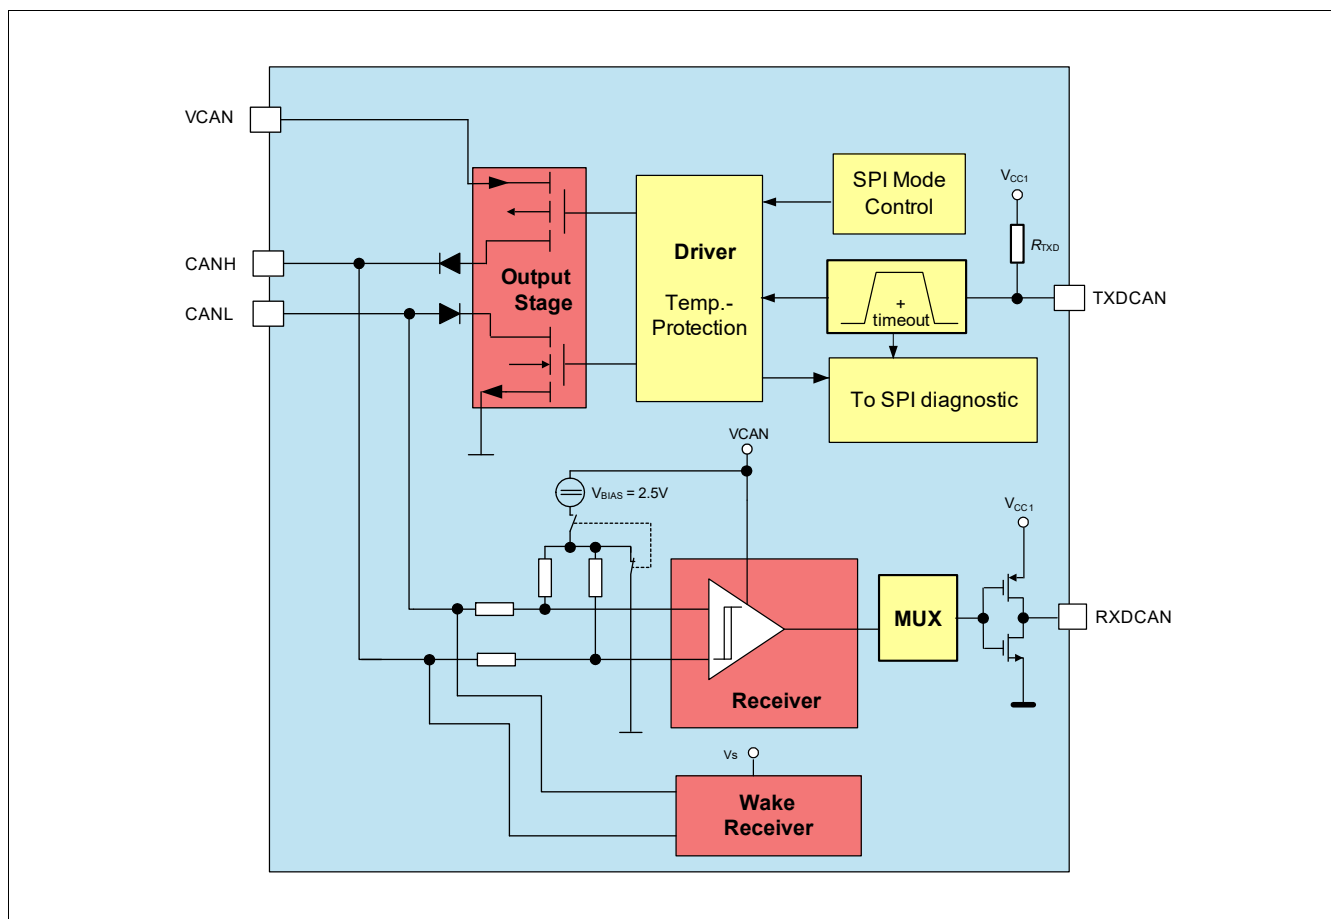 VCAN
SPI Mode
Control
VCC1
RTXD
CANH
Driver
Output
Stage
CANL
Temp.-
Protection
+
timeout
TXDCAN
To SPI diagnostic
VCAN
VBIAS = 2.5V
VCC1
MUX
RXDCAN
Receiver
Vs
Wake
Receiver